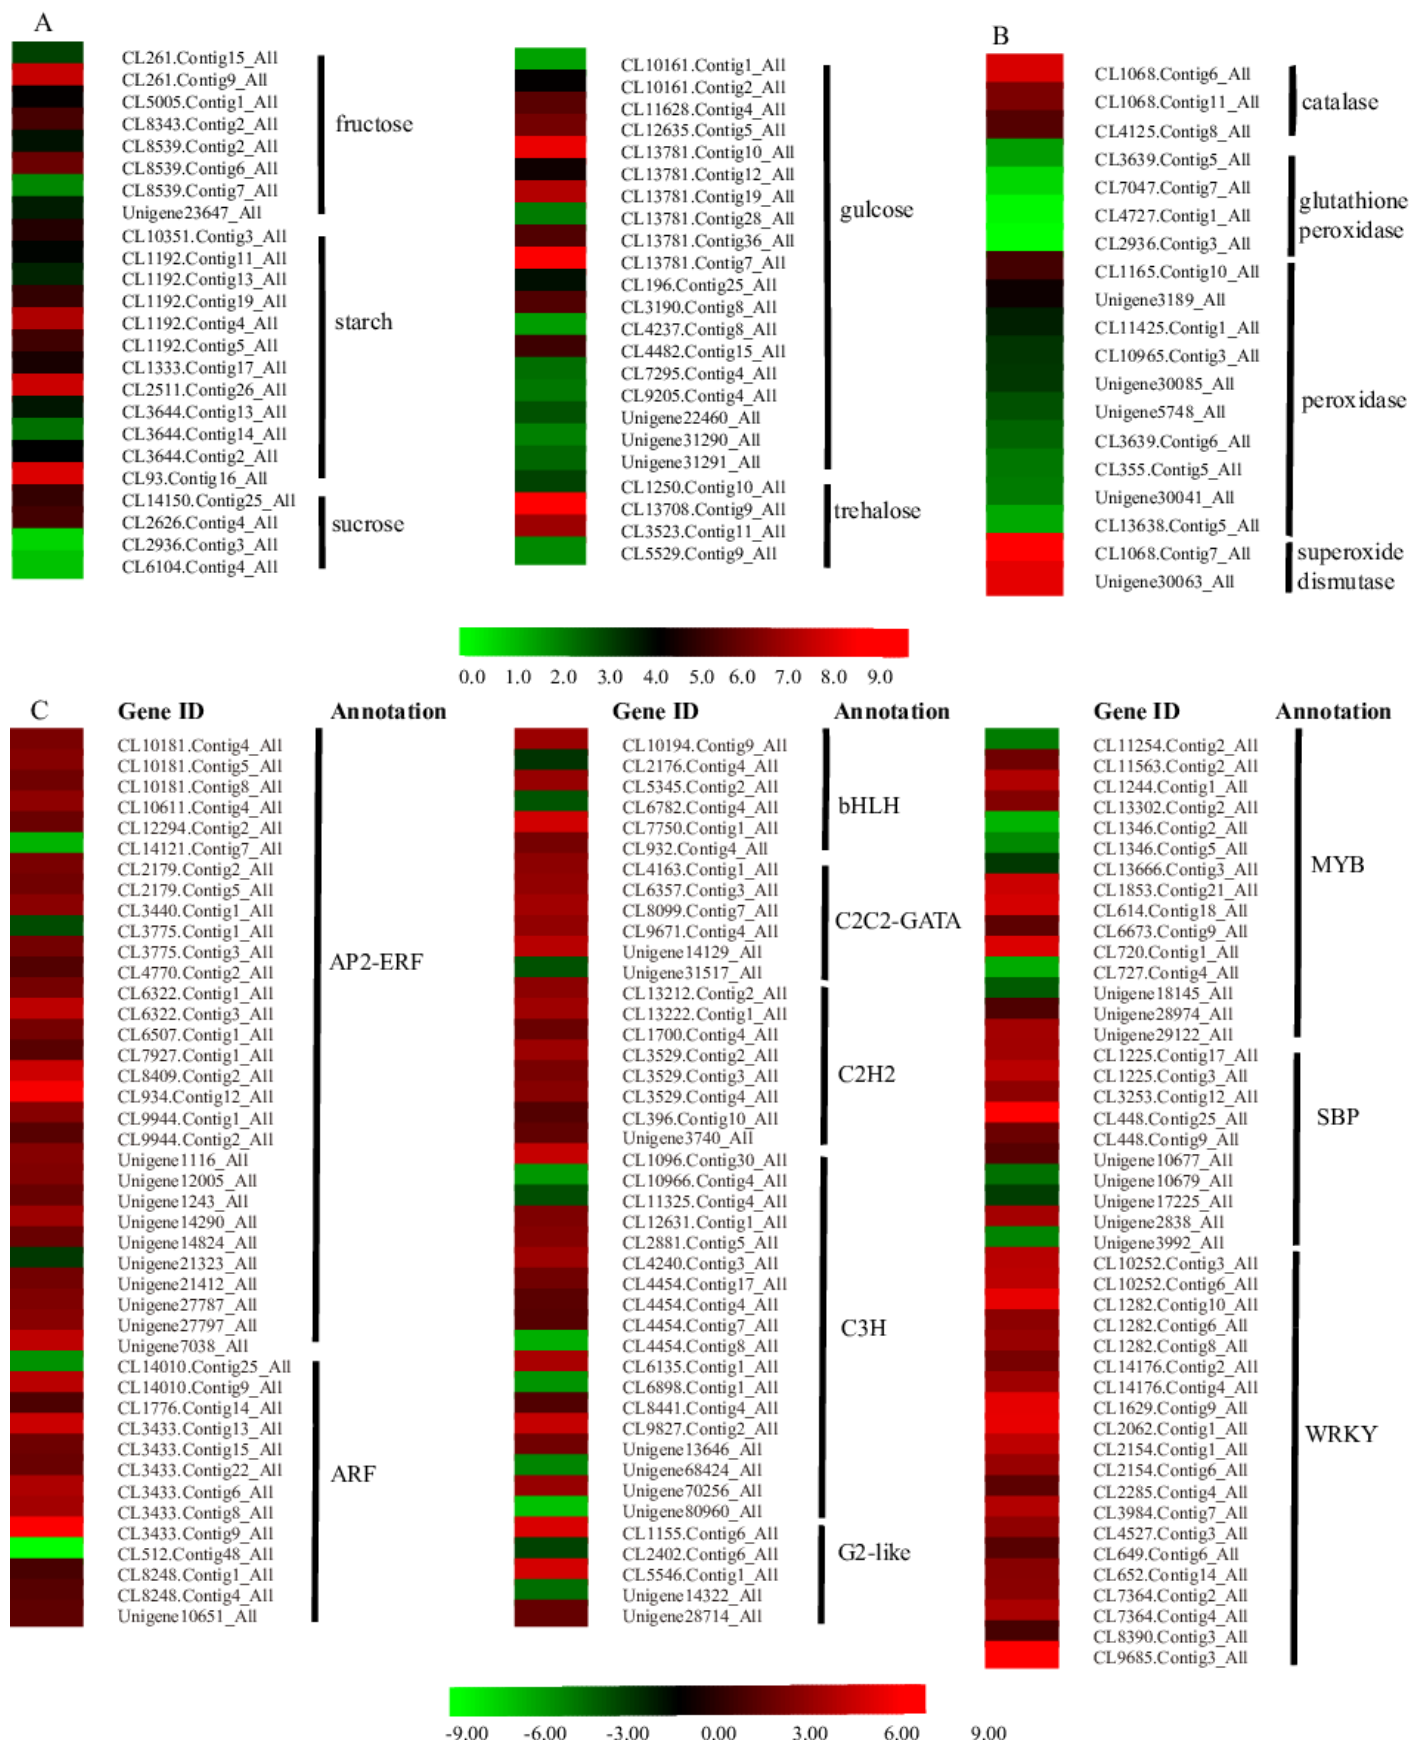 A
CL261.Contig15_All
CL261.Contig9_All
CL5005.Contig1_All
CL8343.Contig2_All
CL8539.Contig2_All
CL8539.Contig6_All
CL8539.Contig7_All
Unigene23647_All
fructose
CL10351.Contig3_All
CL1192.Contig11_All
CL1192.Contig13_All
CL1192.Contig19_All
CL1192.Contig4_All
CL1192.Contig5_All
CL1333.Contig17_All
CL2511.Contig26_All
CL3644.Contig13_All
CL3644.Contig14_All
CL3644.Contig2_All
CL93.Contig16_All
starch
CL14150.Contig25_All
CL2626.Contig4_All
CL2936.Contig3_All
CL6104.Contig4_All
sucrose
CL10161.Contig1_All
CL10161.Contig2_All
CL11628.Contig4_All
CL12635.Contig5_All
CL13781.Contig10_All
CL13781.Contig12_All
CL13781.Contig19_All
CL13781.Contig28_All
CL13781.Contig36_All
CL13781.Contig7_All
CL196.Contig25_All
CL3190.Contig8_All
CL4237.Contig8_All
CL4482.Contig15_All
CL7295.Contig4_All
CL9205.Contig4_All
Unigene22460_All
Unigene31290_All
Unigene31291_All
gulcose
CL1250.Contig10_All
CL13708.Contig9_All
CL3523.Contig11_All
CL5529.Contig9_All
trehalose
B
CL1068.Contig6_All
CL1068.Contig11_All
CL4125.Contig8_All
catalase
CL3639.Contig5_All
CL7047.Contig7_All
CL4727.Contig1_All
CL2936.Contig3_All
glutathione
peroxidase
CL1165.Contig10_All
Unigene3189_All
CL11425.Contig1_All
CL10965.Contig3_All
Unigene30085_All
Unigene5748_All
CL3639.Contig6_All
CL355.Contig5_All
Unigene30041_All
CL13638.Contig5_All
peroxidase
CL1068.Contig7_All
Unigene30063_All
superoxide
dismutase
0.0 1.0 2.0 3.0 4.0 5.0 6.0 7.0 8.0 9.0
C
Gene ID Annotation
CL10181.Contig4_All
CL10181.Contig5_All
CL10181.Contig8_All
CL10611.Contig4_All
CL12294.Contig2_All
CL14121.Contig7_All
CL2179.Contig2_All
CL2179.Contig5_All
CL3440.Contig1_All
CL3775.Contig1_All
CL3775.Contig3_All
CL4770.Contig2_All
CL6322.Contig1_All
CL6322.Contig3_All
CL6507.Contig1_All
CL7927.Contig1_All
CL8409.Contig2_All
CL934.Contig12_All
CL9944.Contig1_All
CL9944.Contig2_All
Unigene1116_All
Unigene12005_All
Unigene1243_All
Unigene14290_All
Unigene14824_All
Unigene21323_All
Unigene21412_All
Unigene27787_All
Unigene27797_All
Unigene7038_All
AP2-ERF
CL14010.Contig25_All
CL14010.Contig9_All
CL1776.Contig14_All
CL3433.Contig13_All
CL3433.Contig15_All
CL3433.Contig22_All
CL3433.Contig6_All
CL3433.Contig8_All
CL3433.Contig9_All
CL512.Contig48_All
CL8248.Contig1_All
CL8248.Contig4_All
Unigene10651_All
ARF
Gene ID Annotation
CL10194.Contig9_All
CL2176.Contig4_All
CL5345.Contig2_All
CL6782.Contig4_All
CL7750.Contig1_All
CL932.Contig4_All
bHLH
CL4163.Contig1_All
CL6357.Contig3_All
CL8099.Contig7_All
CL9671.Contig4_All
Unigene14129_All
Unigene31517_All
C2C2-GATA
CL13212.Contig2_All
CL13222.Contig1_All
CL1700.Contig4_All
CL3529.Contig2_All
CL3529.Contig3_All
CL3529.Contig4_All
CL396.Contig10_All
Unigene3740_All
C2H2
CL1096.Contig30_All
CL10966.Contig4_All
CL11325.Contig4_All
CL12631.Contig1_All
CL2881.Contig5_All
CL4240.Contig3_All
CL4454.Contig17_All
CL4454.Contig4_All
CL4454.Contig7_All
CL4454.Contig8_All
CL6135.Contig1_All
CL6898.Contig1_All
CL8441.Contig4_All
CL9827.Contig2_All
Unigene13646_All
Unigene68424_All
Unigene70256_All
Unigene80960_All
C3H
CL1155.Contig6_All
CL2402.Contig6_All
CL5546.Contig1_All
Unigene14322_All
Unigene28714_All
G2-like
Gene ID Annotation
CL11254.Contig2_All
CL11563.Contig2_All
CL1244.Contig1_All
CL13302.Contig2_All
CL1346.Contig2_All
CL1346.Contig5_All
CL13666.Contig3_All
CL1853.Contig21_All
CL614.Contig18_All
CL6673.Contig9_All
CL720.Contig1_All
CL727.Contig4_All
Unigene18145_All
Unigene28974_All
Unigene29122_All
MYB
CL1225.Contig17_All
CL1225.Contig3_All
CL3253.Contig12_All
CL448.Contig25_All
CL448.Contig9_All
Unigene10677_All
Unigene10679_All
Unigene17225_All
Unigene2838_All
Unigene3992_All
SBP
CL10252.Contig3_All
CL10252.Contig6_All
CL1282.Contig10_All
CL1282.Contig6_All
CL1282.Contig8_All
CL14176.Contig2_All
CL14176.Contig4_All
CL1629.Contig9_All
CL2062.Contig1_All
CL2154.Contig1_All
CL2154.Contig6_All
CL2285.Contig4_All
CL3984.Contig7_All
CL4527.Contig3_All
CL649.Contig6_All
CL652.Contig14_All
CL7364.Contig2_All
CL7364.Contig4_All
CL8390.Contig3_All
CL9685.Contig3_All
WRKY
-9.00 -6.00 -3.00 0.00 3.00 6.00 9.00